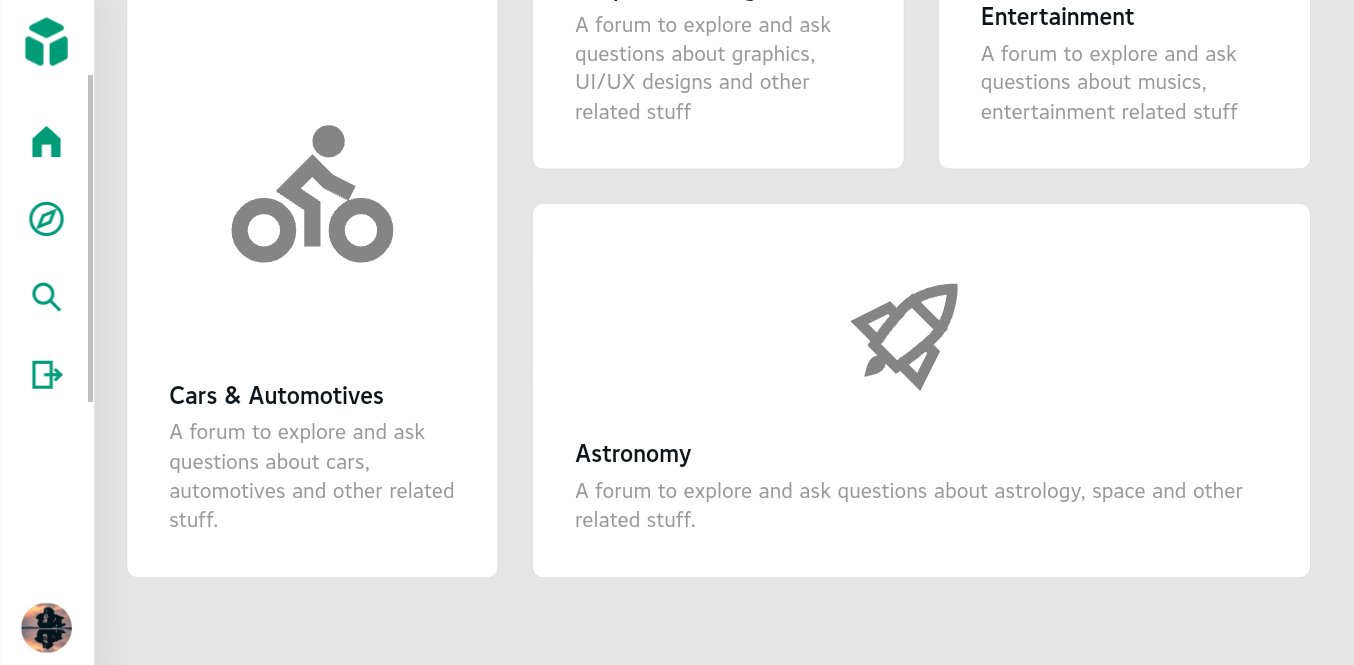 A forum to explore and ask
questions about graphics,
UI/UX designs and other
related stuff
Entertainment
A forum to explore and ask
questions about musics,
entertainment related stuff
Cars & Automotives
A forum to explore and ask
questions about cars,
automotives and other related
stuff.
Astronomy
A forum to explore and ask questions about astrology, space and other
related stuff.